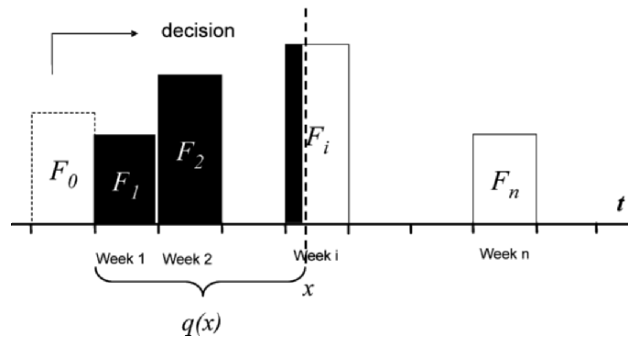 decision
F0 F1 F2 Fi Fn
t
Week 1 Week 2 Week i Week n
x
q(x)